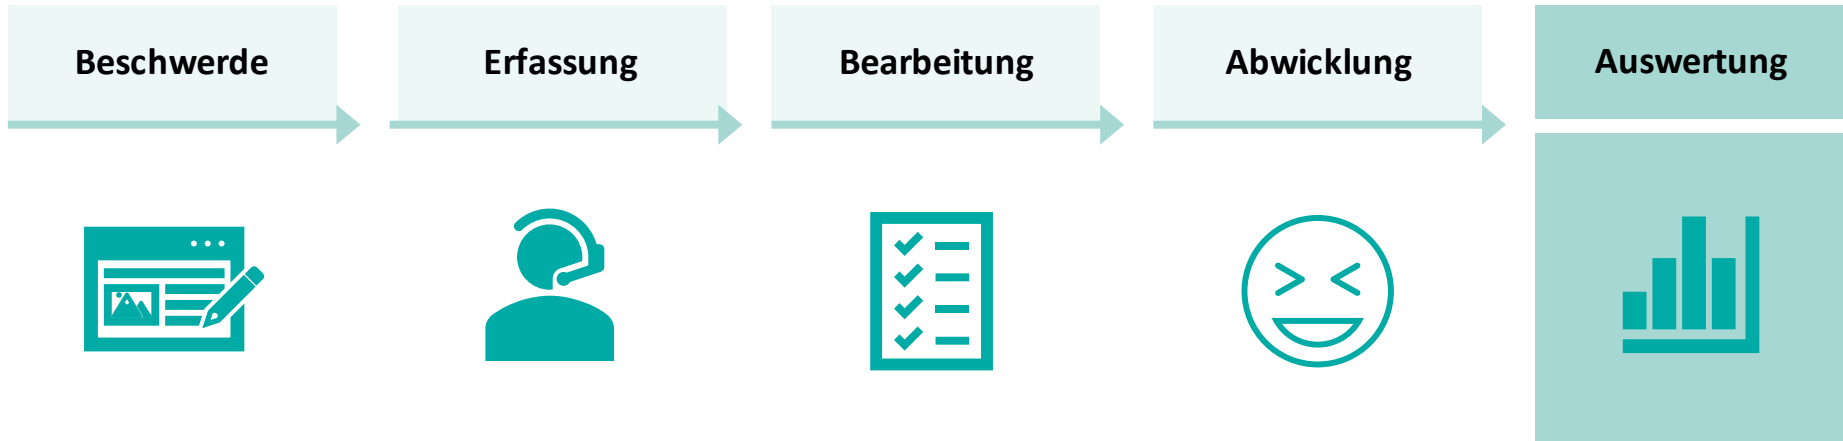 Beschwerde
Erfassung
Bearbeitung
Abwicklung
Auswertung